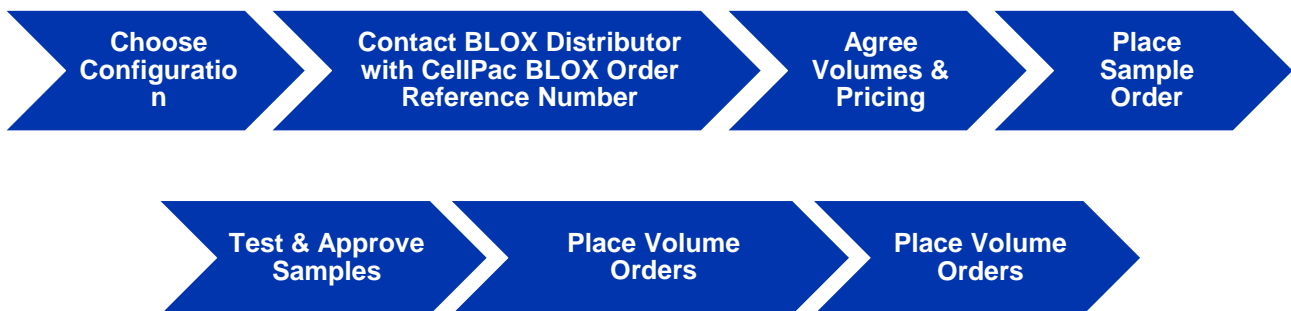 Choose
Configuratio
n
Contact BLOX Distributor
with CellPac BLOX Order
Reference Number
Agree
Volumes &
Pricing
Place
Sample
Order
Test & Approve
Samples
Place Volume
Orders
Place Volume
Orders